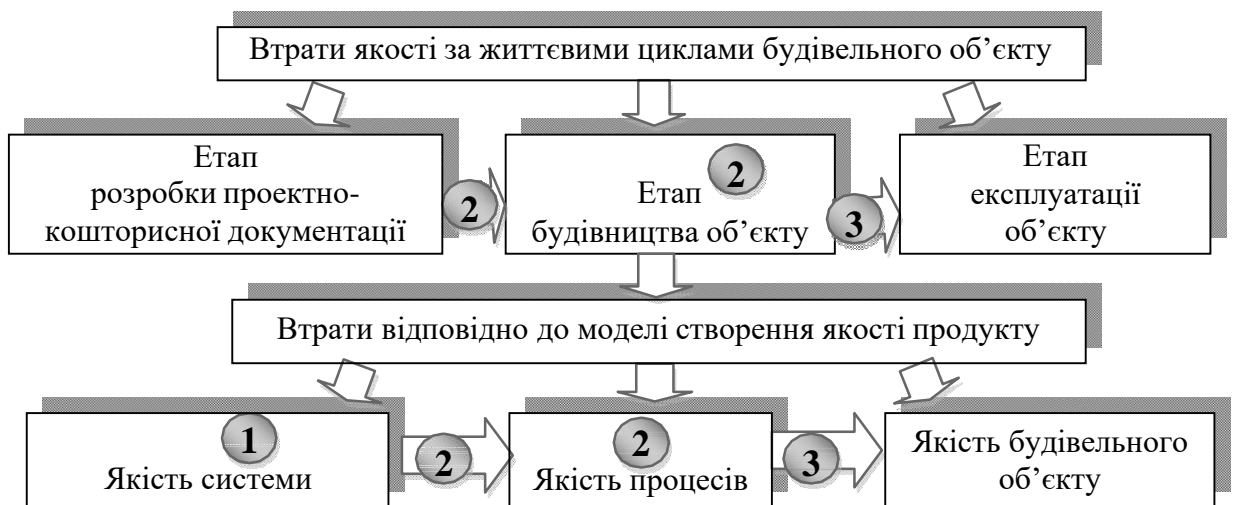 Втрати якості за життєвими циклами будівельного об’єкту
Етап
розробки проектно-
кошторисної документації
2
2
Етап
будівництва об’єкту
3
Етап
експлуатації
об’єкту
Втрати відповідно до моделі створення якості продукту
1
Якість системи
2
2
Якість процесів
3
Якість будівельного
об’єкту